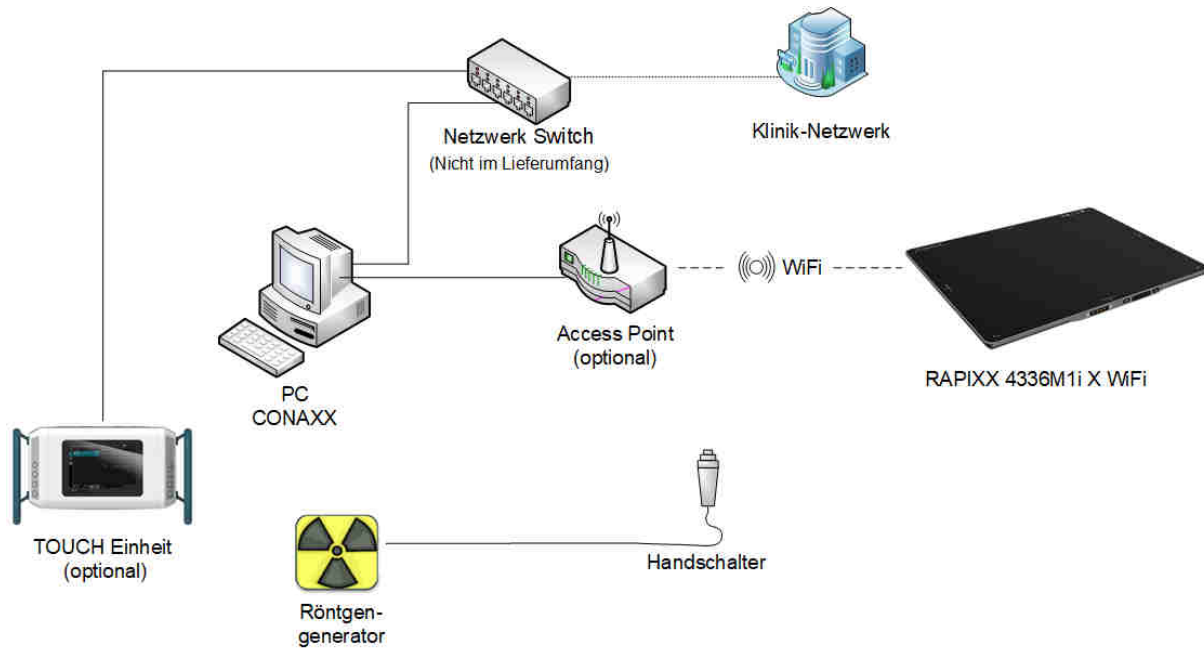 Netzwerk Switch
(Nicht im Lieferumfang)
Klinik-Netzwerk
WiFi
Access Point
(optional)
RAPIXX 4336M1i X WiFi
PC
CONAXX
TOUCH Einheit
(optional)
Handschalter
Röntgen-
generator